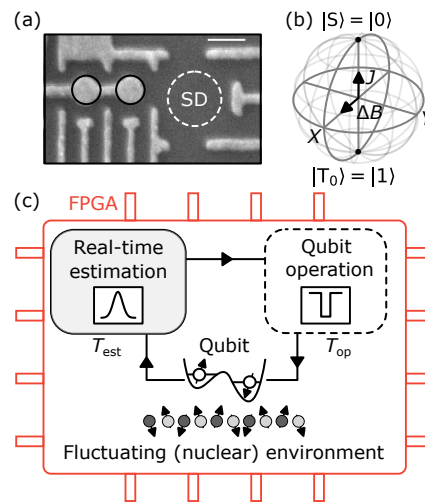 (a)
SD
(b)
|S⟩ = |0⟩
J
ΔB
X
y
|T₀⟩ = |1⟩
(c)
FPGA
Real-time
estimation
Qubit
operation
T_est
Qubit
T_op
Fluctuating (nuclear) environment